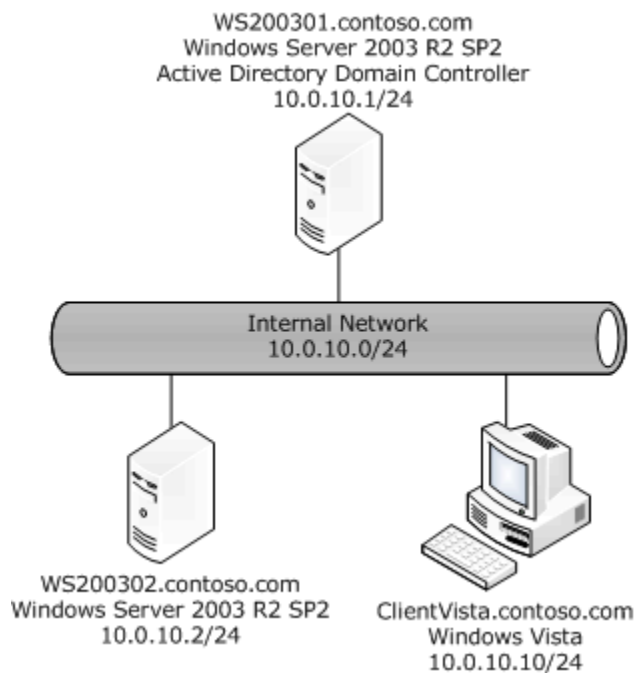 WS200301.contoso.com
Windows Server 2003 R2 SP2
Active Directory Domain Controller
10.0.10.1/24
Internal Network
10.0.10.0/24
WS200302.contoso.com
Windows Server 2003 R2 SP2
10.0.10.2/24
ClientVista.contoso.com
Windows Vista
10.0.10.10/24